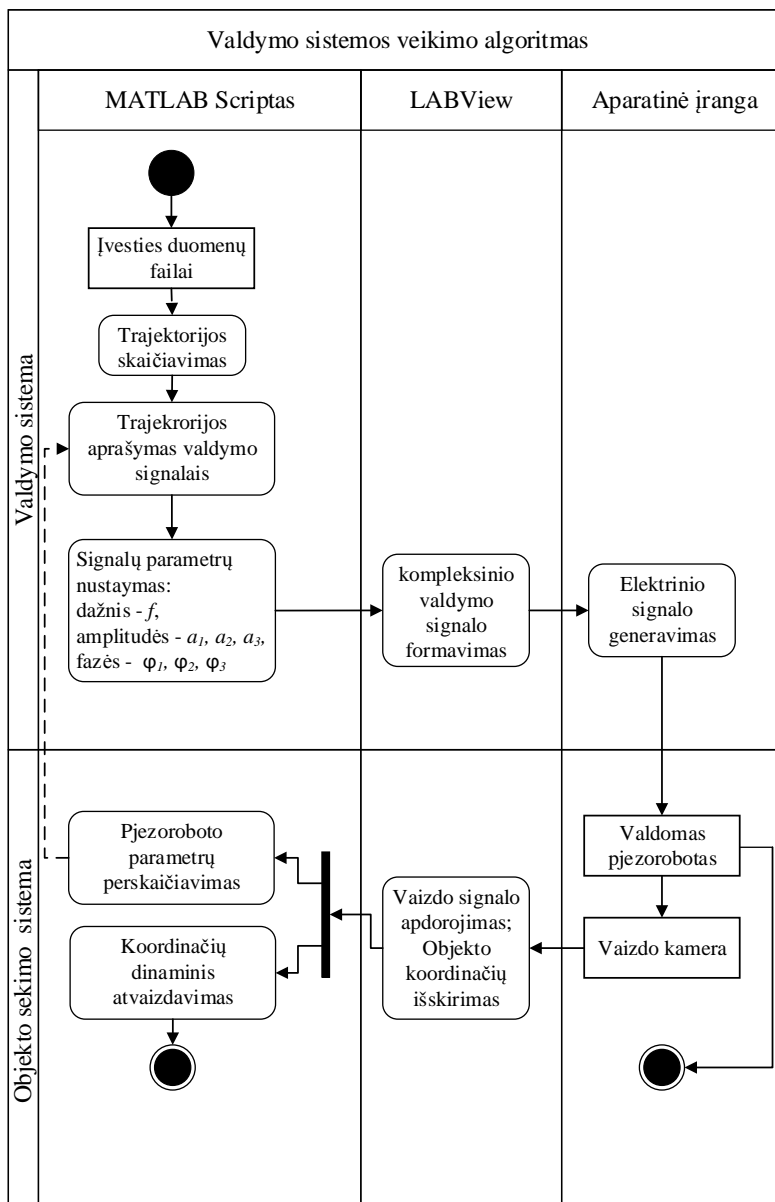 Valdymo sistemos veikimo algoritmas
MATLAB Scriptas
LABView
Aparatinė įranga
Valdymo sistema
Įvesties duomenų
failai
Trajektorijos
skaičiavimas
Trajekrorijos
aprašymas valdymo
signalais
Signalų parametrų
nustaymas:
dažnis - f,
amplitudės - a₁, a₂, a₃,
fazės - φ₁, φ₂, φ₃
kompleksinio
valdymo
signalo
formavimas
Elektrinio
signalo
generavimas
Objekto sekimo sistema
Pjezoroboto
parametrų
perskaičiavimas
Koordinačių
dinaminis
atvaizdavimas
Vaizdo signalo
apdorojimas;
Objekto
koordinačių
išskirimas
Valdomas
pjezorobotas
Vaizdo kamera